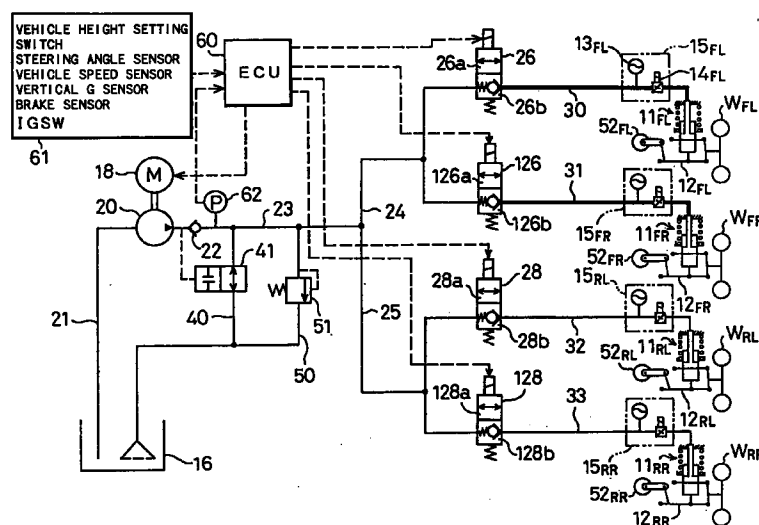 VEHICLE HEIGHT SETTING
SWITCH
STEERING ANGLE SENSOR
VEHICLE SPEED SENSOR
VERTICAL G SENSOR
BRAKE SENSOR
IGSW
61
60
ECU
18
M
20
62
P
23
22
41
21
40
51
50
16
24
25
26a
26
26b
30
13FL
15FL
14FL
11FL
WFL
52FL
12FL
126
126a
126b
31
15FR
11FR
WFR
52FR
12FR
28
28a
28b
32
15RL
11RL
WRL
52RL
12RL
128a
128
128b
33
15RR
11RR
WRR
52RR
12RR